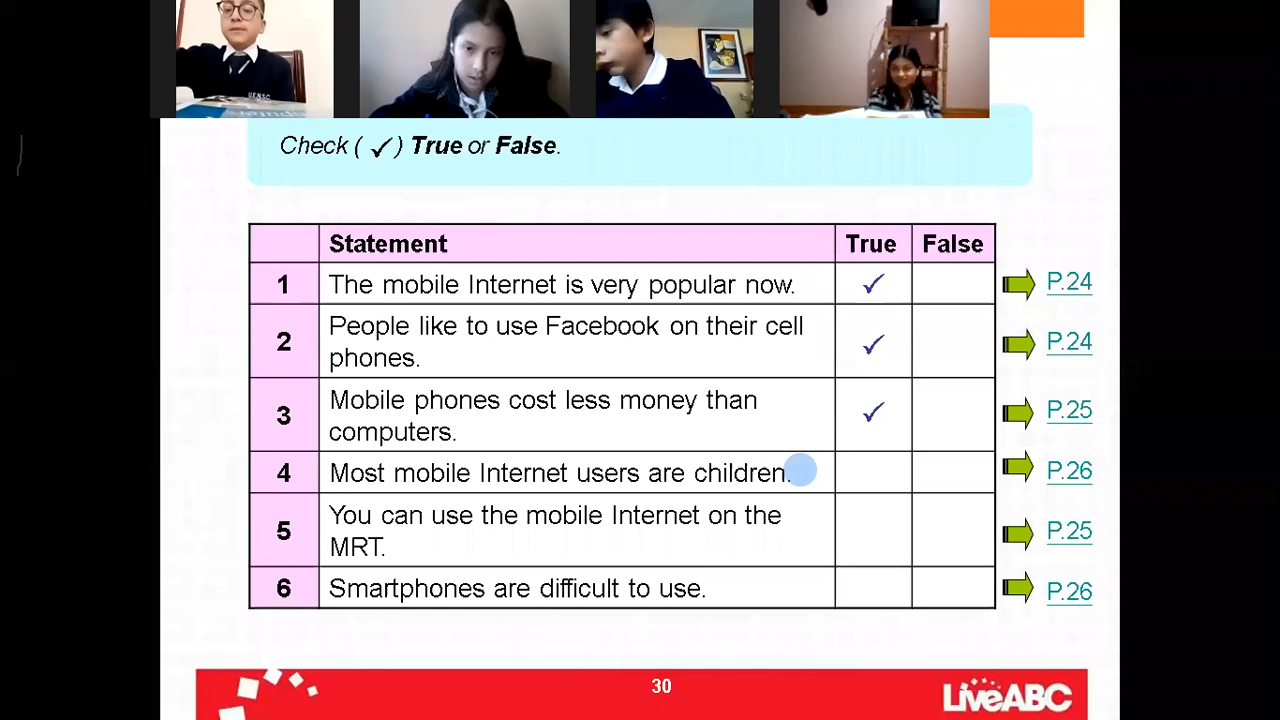 UENSC
Check ( ✓ ) True or False.
Statement True False
1 The mobile Internet is very popular now. ✓ P.24
2 People like to use Facebook on their cell
phones. ✓ P.24
3 Mobile phones cost less money than
computers. ✓ P.25
4 Most mobile Internet users are children. P.26
5 You can use the mobile Internet on the
MRT. P.25
6 Smartphones are difficult to use. P.26
30
LiveABC